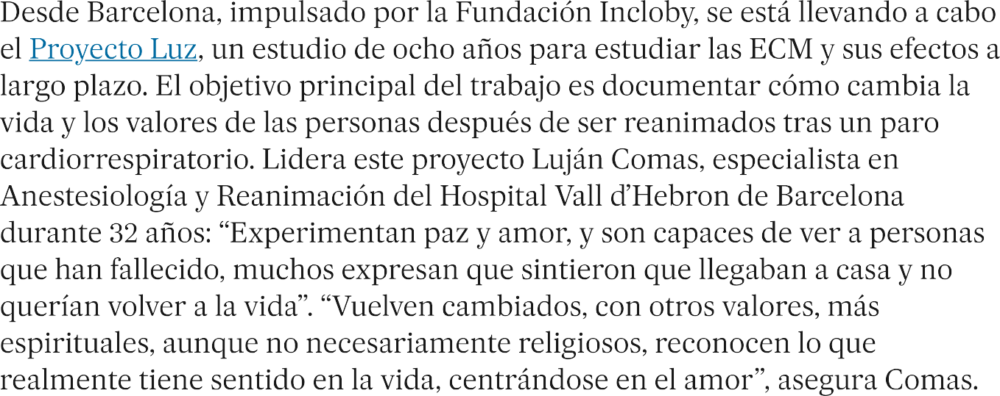 Desde Barcelona, impulsado por la Fundación Incloby, se está llevando a cabo
el Proyecto Luz, un estudio de ocho años para estudiar las ECM y sus efectos a
largo plazo. El objetivo principal del trabajo es documentar cómo cambia la
vida y los valores de las personas después de ser reanimados tras un paro
cardiorrespiratorio. Lidera este proyecto Luján Comas, especialista en
Anestesiología y Reanimación del Hospital Vall d’Hebron de Barcelona
durante 32 años: “Experimentan paz y amor, y son capaces de ver a personas
que han fallecido, muchos expresan que sintieron que llegaban a casa y no
querían volver a la vida”. “Vuelven cambiados, con otros valores, más
espirituales, aunque no necesariamente religiosos, reconocen lo que
realmente tiene sentido en la vida, centrándose en el amor”, asegura Comas.